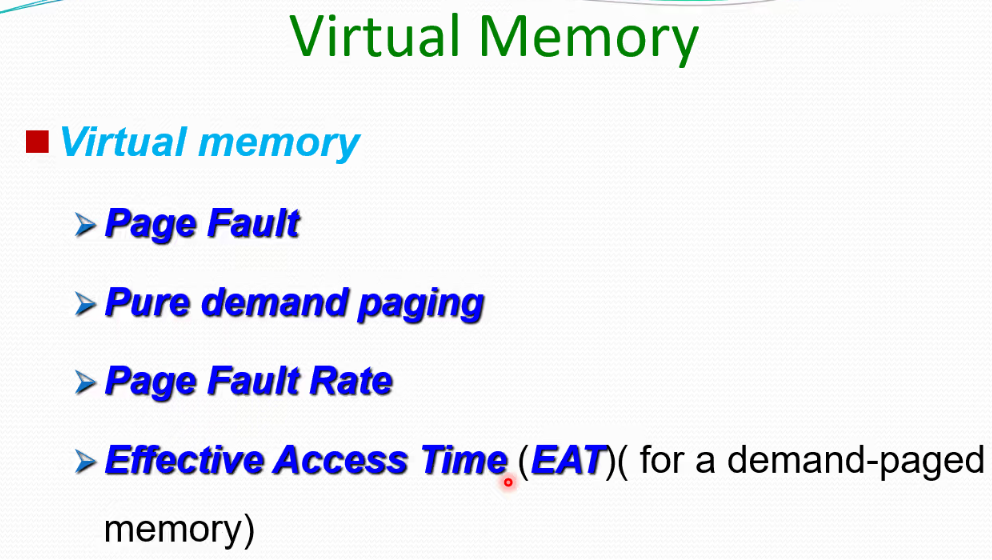 Virtual Memory
Virtual memory
Page Fault
Pure demand paging
Page Fault Rate
Effective Access Time (EAT)( for a demand-paged
memory)